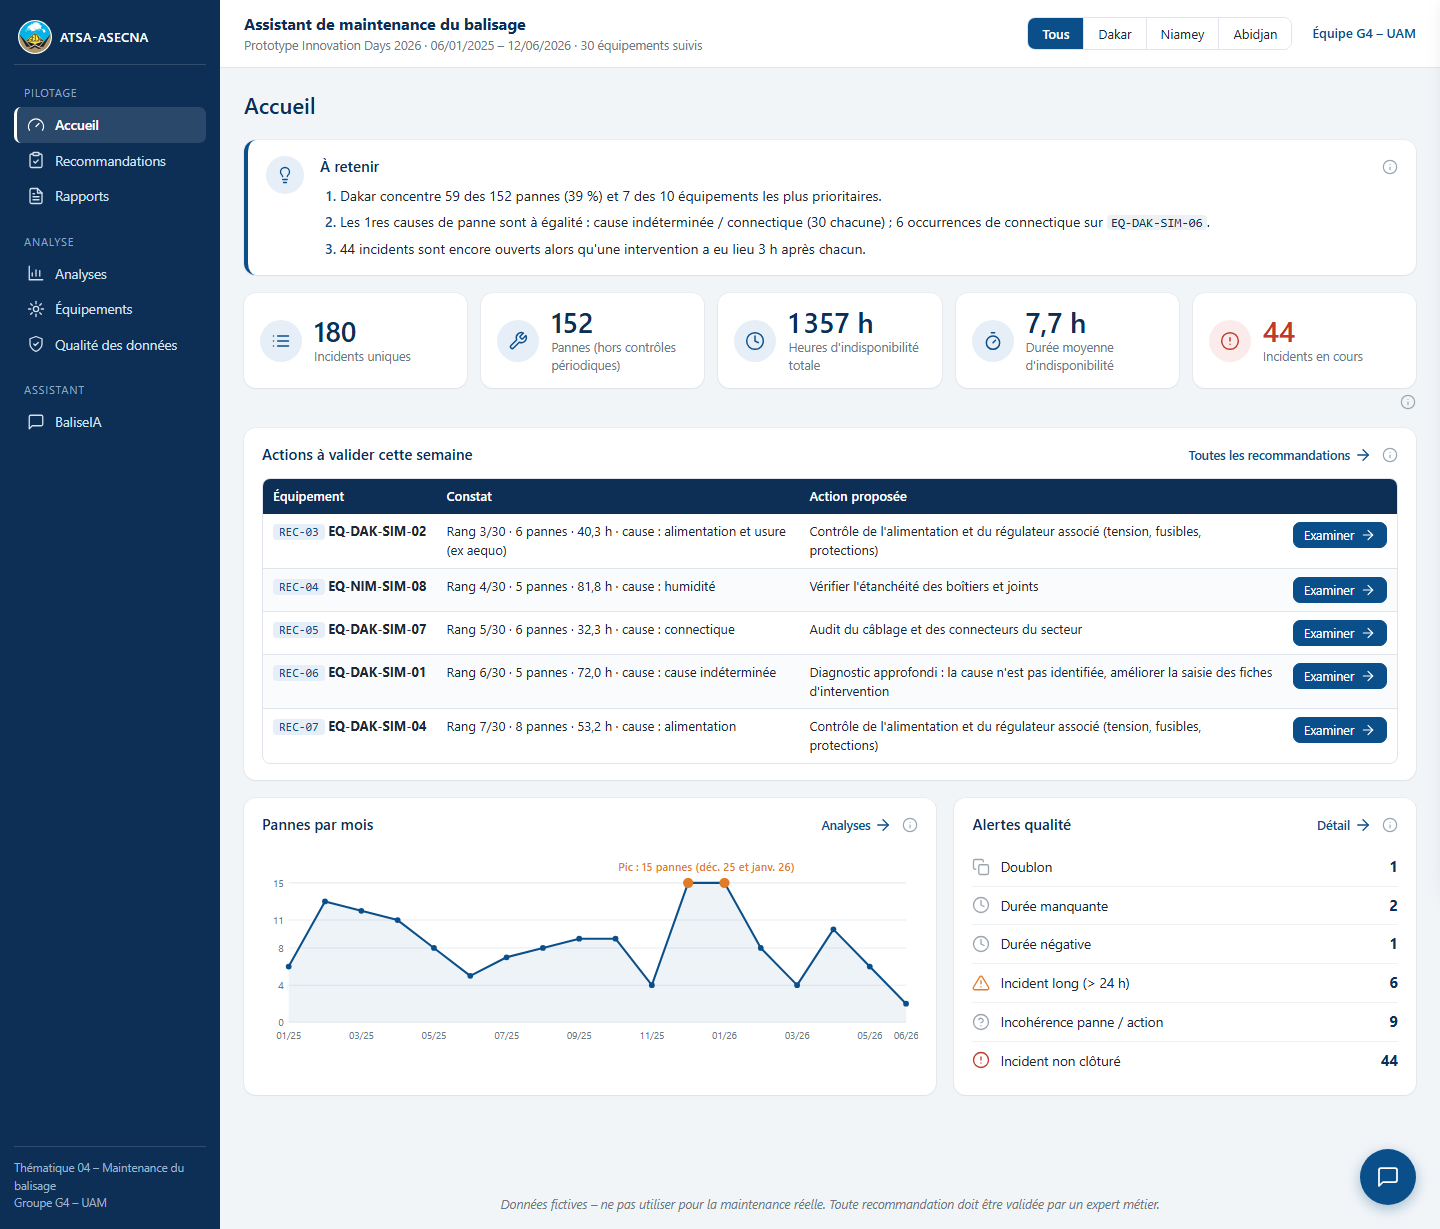 ATSA-ASECNA
PILOTAGE
Accueil
Recommandations
Rapports
ANALYSE
Analyses
Équipements
Qualité des données
ASSISTANT
BaliseIA
Thématique 04 – Maintenance du
balisage
Groupe G4 – UAM
Assistant de maintenance du balisage
Prototype Innovation Days 2026 · 06/01/2025 – 12/06/2026 · 30 équipements suivis
Tous Dakar Niamey Abidjan
Équipe G4 – UAM
Accueil
À retenir
1. Dakar concentre 59 des 152 pannes (39 %) et 7 des 10 équipements les plus prioritaires.
2. Les 1res causes de panne sont à égalité : cause indéterminée / connectique (30 chacune) ; 6 occurrences de connectique sur EQ-DAK-SIM-06.
3. 44 incidents sont encore ouverts alors qu'une intervention a eu lieu 3 h après chacun.
180
Incidents uniques
152
Pannes (hors contrôles
périodiques)
1 357 h
Heures d'indisponibilité
totale
7,7 h
Durée moyenne
d'indisponibilité
44
Incidents en cours
Actions à valider cette semaine
Toutes les recommandations →
Équipement Constat Action proposée
REC-03 EQ-DAK-SIM-02 Rang 3/30 · 6 pannes · 40,3 h · cause : alimentation et usure
(ex aequo)
Contrôle de l'alimentation et du régulateur associé (tension, fusibles,
protections)
Examiner →
REC-04 EQ-NIM-SIM-08 Rang 4/30 · 5 pannes · 81,8 h · cause : humidité Vérifier l'étanchéité des boîtiers et joints Examiner →
REC-05 EQ-DAK-SIM-07 Rang 5/30 · 6 pannes · 32,3 h · cause : connectique Audit du câblage et des connecteurs du secteur Examiner →
REC-06 EQ-DAK-SIM-01 Rang 6/30 · 5 pannes · 72,0 h · cause : cause indéterminée Diagnostic approfondi : la cause n'est pas identifiée, améliorer la saisie des fiches
d'intervention
Examiner →
REC-07 EQ-DAK-SIM-04 Rang 7/30 · 8 pannes · 53,2 h · cause : alimentation Contrôle de l'alimentation et du régulateur associé (tension, fusibles,
protections)
Examiner →
Pannes par mois
Analyses →
Pic : 15 pannes (déc. 25 et janv. 26)
15
11
8
4
0
01/25 03/25 05/25 07/25 09/25 11/25 01/26 03/26 05/26 06/26
Alertes qualité
Détail →
Doublon 1
Durée manquante 2
Durée négative 1
Incident long (> 24 h) 6
Incohérence panne / action 9
Incident non clôturé 44
Données fictives – ne pas utiliser pour la maintenance réelle. Toute recommandation doit être validée par un expert métier.